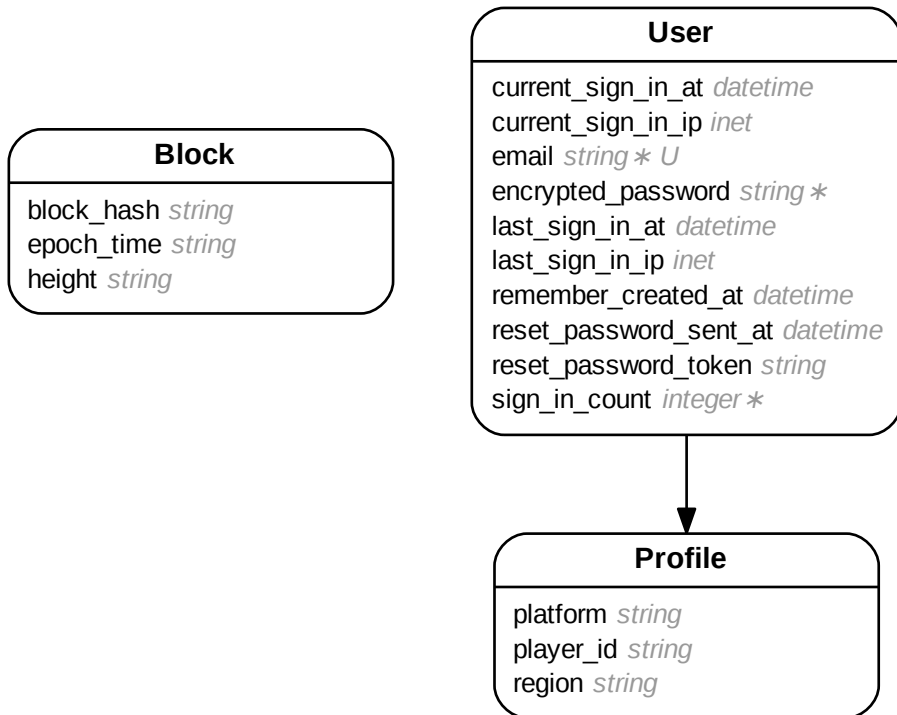 Block
block_hash string
epoch_time string
height string
User
current_sign_in_at datetime
current_sign_in_ip inet
email string ∗ U
encrypted_password string ∗
last_sign_in_at datetime
last_sign_in_ip inet
remember_created_at datetime
reset_password_sent_at datetime
reset_password_token string
sign_in_count integer ∗
Profile
platform string
player_id string
region string